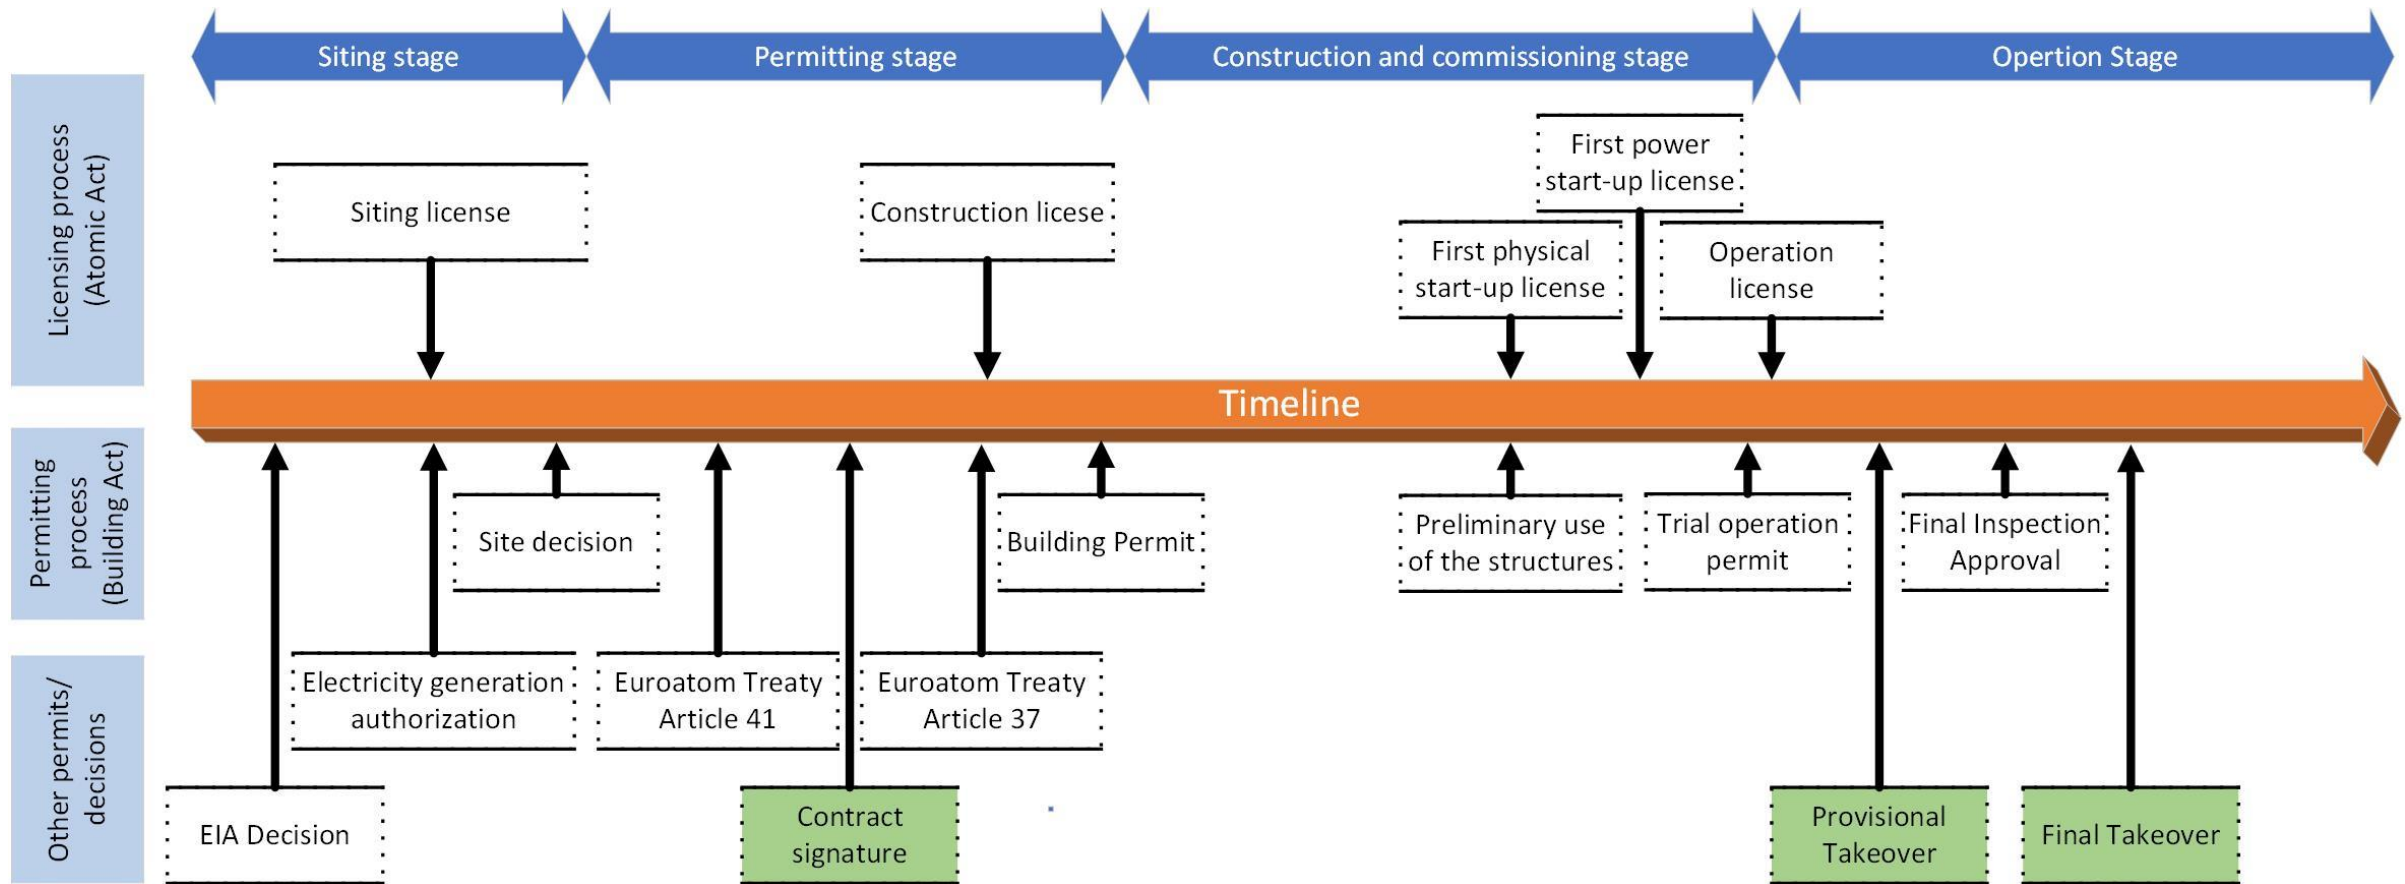 Siting stage
Permitting stage
Construction and commissioning stage
Opertion Stage
Licensing process
(Atomic Act)
Siting license
Construction licese
First power
start-up license
First physical
start-up license
Operation
license
Timeline
Permitting
process
(Building Act)
Site decision
Building Permit
Preliminary use
of the structures
Trial operation
permit
Final Inspection
Approval
Other permits/
decisions
Electricity generation
authorization
Euroatom Treaty
Article 41
Euroatom Treaty
Article 37
EIA Decision
Contract
signature
Provisional
Takeover
Final Takeover